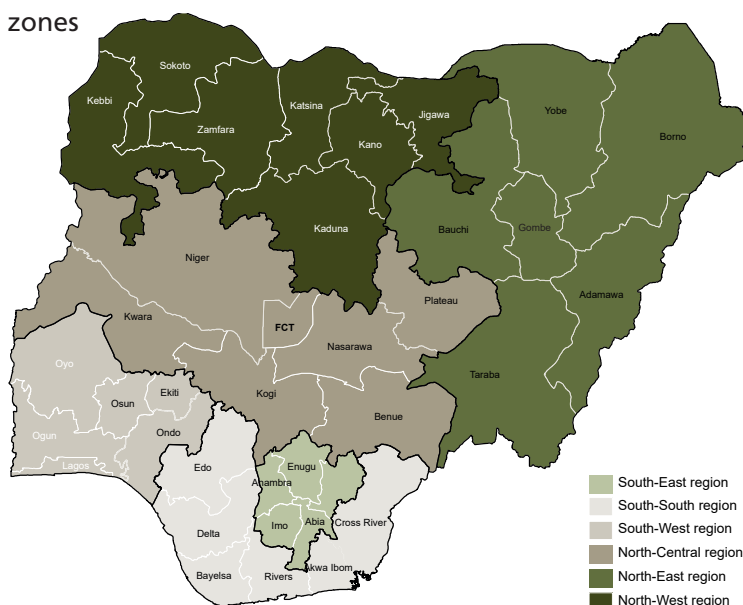 zones
Sokoto
Kebbi
Katsina
Jigawa
Yobe
Borno
Zamfara
Kano
Kaduna
Bauchi
Gombe
Niger
Adamawa
Plateau
Kwara
FCT
Nasarawa
Oyo
Taraba
Ekiti
Osun
Kogi
Benue
Ogun
Ondo
Lagos
Edo
Enugu
Anambra
Imo
Abia
Cross River
Delta
Akwa Ibom
Bayelsa
Rivers
South-East region
South-South region
South-West region
North-Central region
North-East region
North-West region